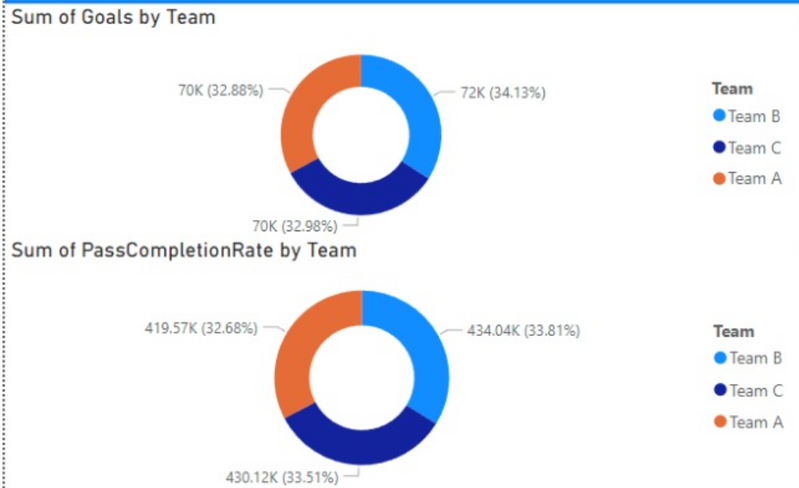 Sum of Goals by Team
70K (32.88%)
72K (34.13%)
70K (32.98%)
Team
Team B
Team C
Team A
Sum of PassCompletionRate by Team
419.57K (32.68%)
434.04K (33.81%)
430.12K (33.51%)
Team
Team B
Team C
Team A